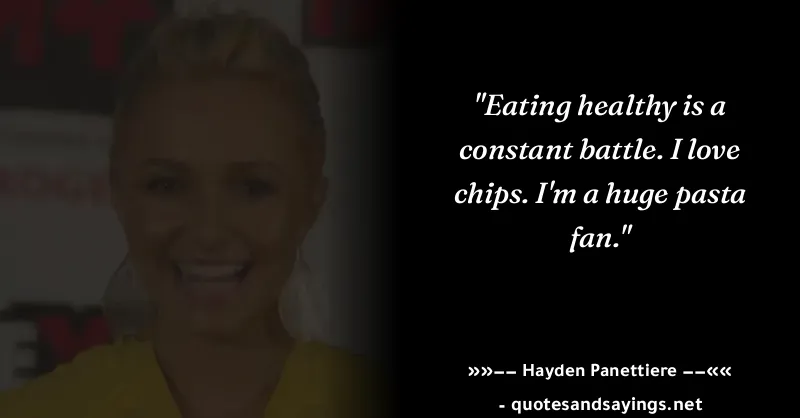 "Eating healthy is a
constant battle. I love
chips. I'm a huge pasta
fan."
»»–– Hayden Panettiere ––««
- quotesandsayings.net